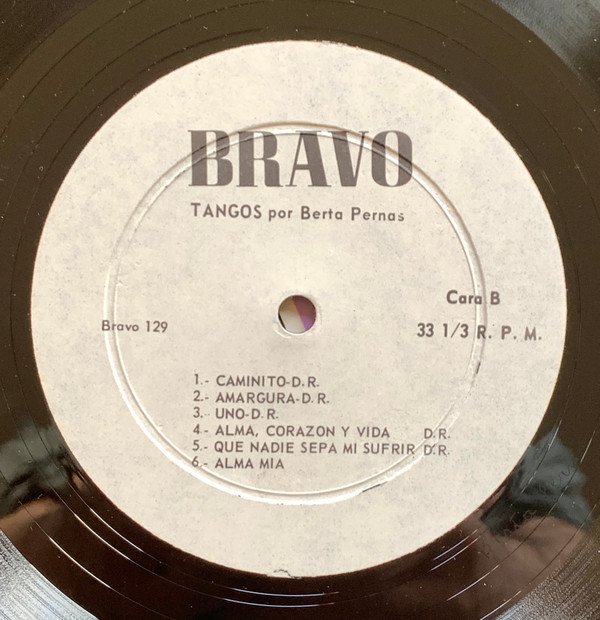 BRAVO
TANGOS por Berta Pernas
Cara B
Bravo 129
33 1/3 R. P. M.
1.- CAMINITO-D.R.
2.- AMARGURA-D.R.
3.- UNO-D.R.
4.- ALMA, CORAZON Y VIDA D.R.
5.- QUE NADIE SEPA MI SUFRIR D.R.
6.- ALMA MIA